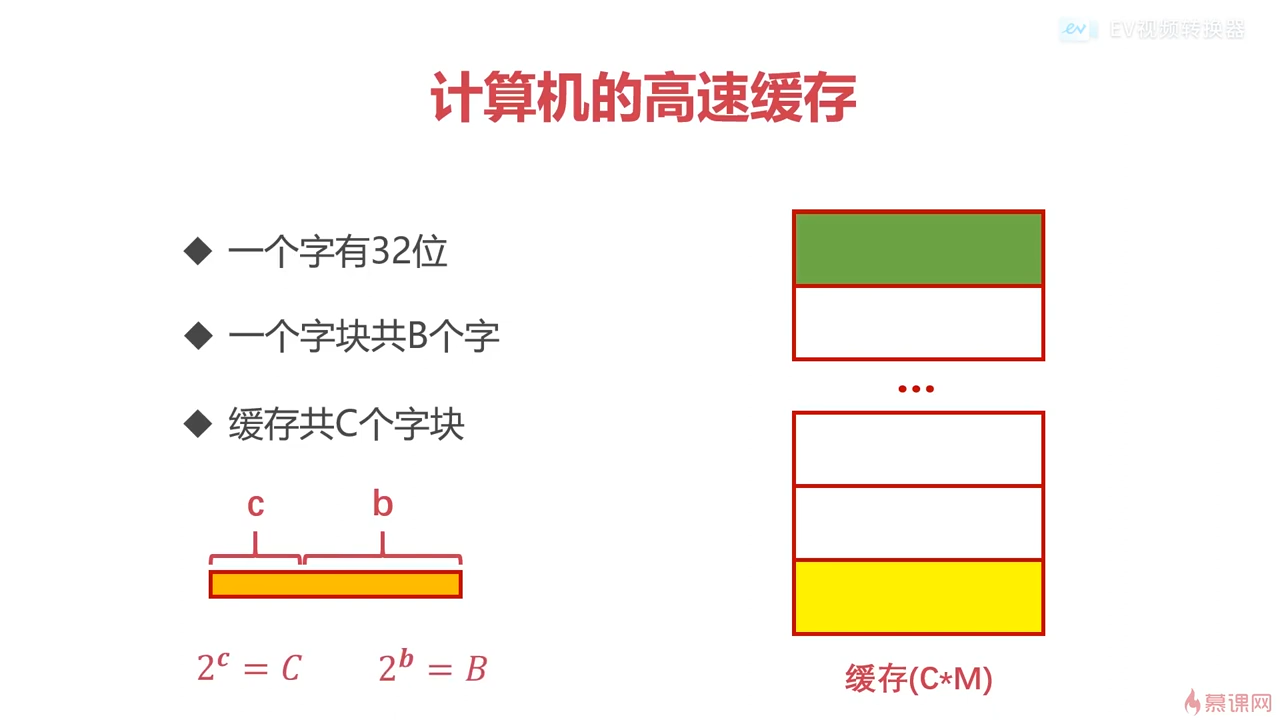 ev EV视频转换器
计算机的高速缓存
◆ 一个字有32位
◆ 一个字块共B个字
◆ 缓存共C个字块
c b
2^c = C 2^b = B
...
缓存(C*M)
慕课网